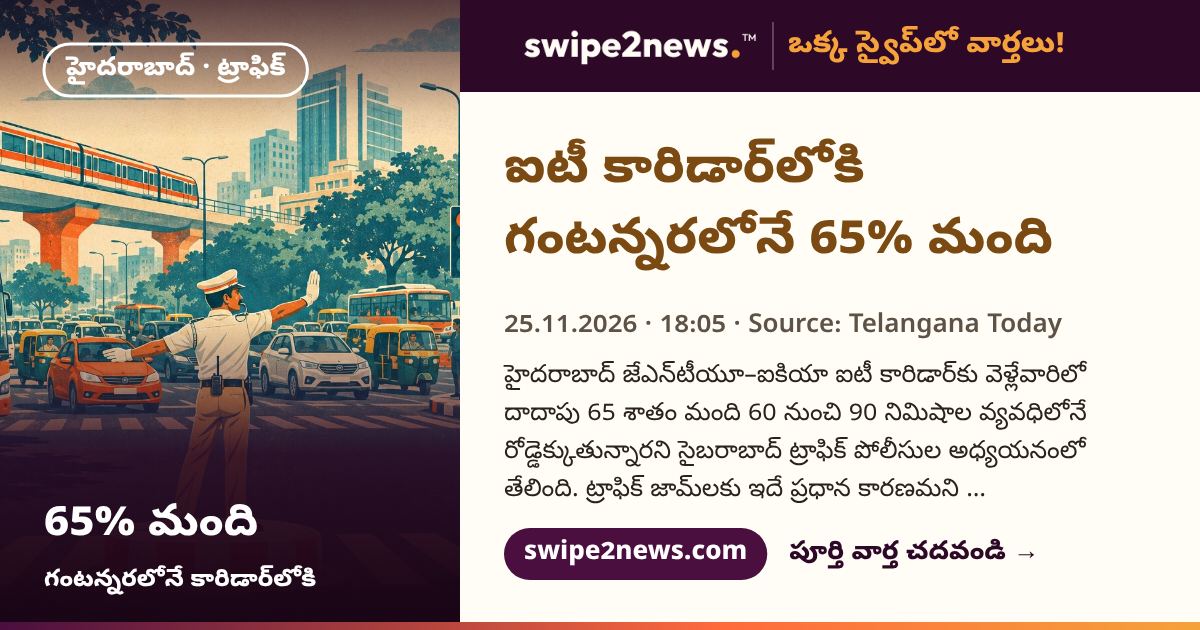 హైదరాబాద్ · ట్రాఫిక్
65% మంది
గంటన్నరలోనే కారిడార్‌లోకి
swipe2news.™
ఒక్క స్వైప్‌లో వార్తలు!
ఐటీ కారిడార్‌లోకి
గంటన్నరలోనే 65% మంది
25.11.2026 · 18:05 · Source: Telangana Today
హైదరాబాద్ జేఎన్‌టీయూ–ఐకియా ఐటీ కారిడార్‌కు వెళ్లేవారిలో
దాదాపు 65 శాతం మంది 60 నుంచి 90 నిమిషాల వ్యవధిలోనే
రోడ్డెక్కుతున్నారని సైబరాబాద్ ట్రాఫిక్ పోలీసుల అధ్యయనంలో
తేలింది. ట్రాఫిక్ జామ్‌లకు ఇదే ప్రధాన కారణమని ...
swipe2news.com
పూర్తి వార్త చదవండి →